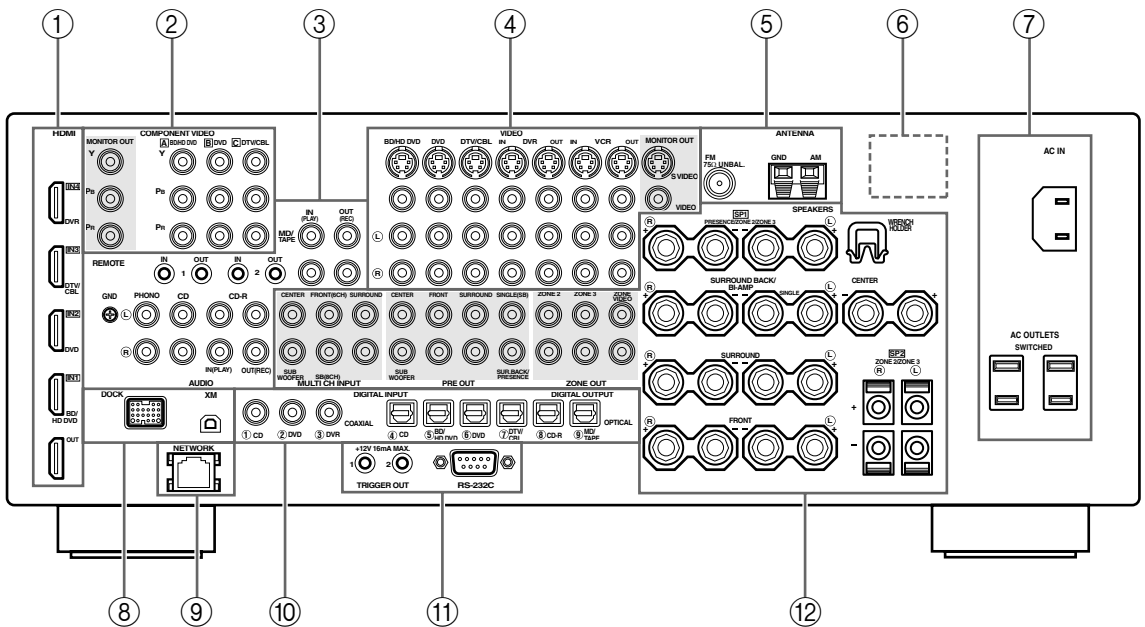 ① ② ③ ④ ⑤ ⑥ ⑦
HDMI
IN4
DVR
IN3
DTV/
CBL
IN2
DVD
IN1
BD/
HD DVD
OUT
COMPONENT VIDEO
MONITOR OUT
A BD/HD DVD B DVD C DTV/CBL
Y Y
PB PB
PR PR
REMOTE
IN 1 OUT IN 2 OUT
IN
(PLAY)
OUT
(REC)
MD/
TAPE
VIDEO
BD/HD DVD DVD DTV/CBL IN DVR OUT IN VCR OUT MONITOR OUT
S VIDEO
VIDEO
L
R
ANTENNA
FM
75Ω UNBAL.
GND AM
AC IN
AC OUTLETS
SWITCHED
GND PHONO CD CD-R
L
R
IN(PLAY) OUT(REC)
AUDIO
CENTER FRONT(6CH) SURROUND
SUB
WOOFER
SB(8CH)
MULTI CH INPUT
CENTER FRONT SURROUND SINGLE(SB)
SUB
WOOFER
SUR.BACK/
PRESENCE
PRE OUT
ZONE 2 ZONE 3 ZONE
VIDEO
ZONE OUT
SP1 SPEAKERS
R PRESENCE/ZONE 2/ZONE 3 L
+ +
WRENCH
HOLDER
SURROUND BACK/
BI-AMP
R SINGLE L
+ +
CENTER
+
SURROUND
R L
+ +
FRONT
R L
+ +
SP2
ZONE 2/ZONE 3
R L
+
–
DOCK XM
NETWORK
DIGITAL INPUT DIGITAL OUTPUT
COAXIAL OPTICAL
① CD ② DVD ③ DVR ④ CD ⑤ BD/
HD DVD ⑥ DVD ⑦ DTV/
CBL ⑧ CD-R ⑨ MD/
TAPE
+12V 16mA MAX.
1 2
TRIGGER OUT RS-232C
⑧ ⑨ ⑩ ⑪ ⑫